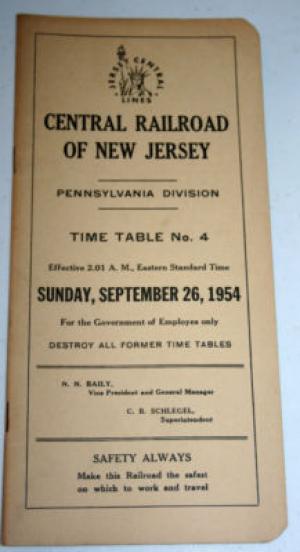 JERSEY CENTRAL
LINES
CENTRAL RAILROAD
OF NEW JERSEY
PENNSYLVANIA DIVISION
TIME TABLE No. 4
Effective 2.01 A. M., Eastern Standard Time
SUNDAY, SEPTEMBER 26, 1954
For the Government of Employes only
DESTROY ALL FORMER TIME TABLES
N. N. BAILY,
Vice President and General Manager
C. B. SCHLEGEL,
Superintendent
SAFETY ALWAYS
Make this Railroad the safest
on which to work and travel